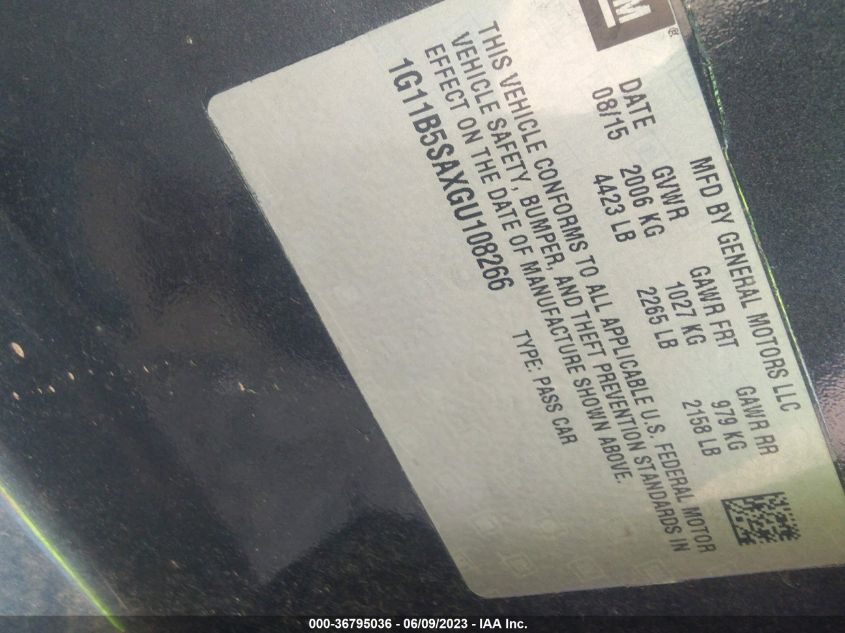 GM
®
MFD BY GENERAL MOTORS LLC
DATE GVWR GAWR FRT GAWR RR
08/15 2006 KG 1027 KG 979 KG
4423 LB 2265 LB 2158 LB
THIS VEHICLE CONFORMS TO ALL APPLICABLE U.S. FEDERAL MOTOR
VEHICLE SAFETY, BUMPER, AND THEFT PREVENTION STANDARDS IN
EFFECT ON THE DATE OF MANUFACTURE SHOWN ABOVE.
1G11B5SAXGU108266 TYPE: PASS CAR
000-36795036 - 06/09/2023 - IAA Inc.